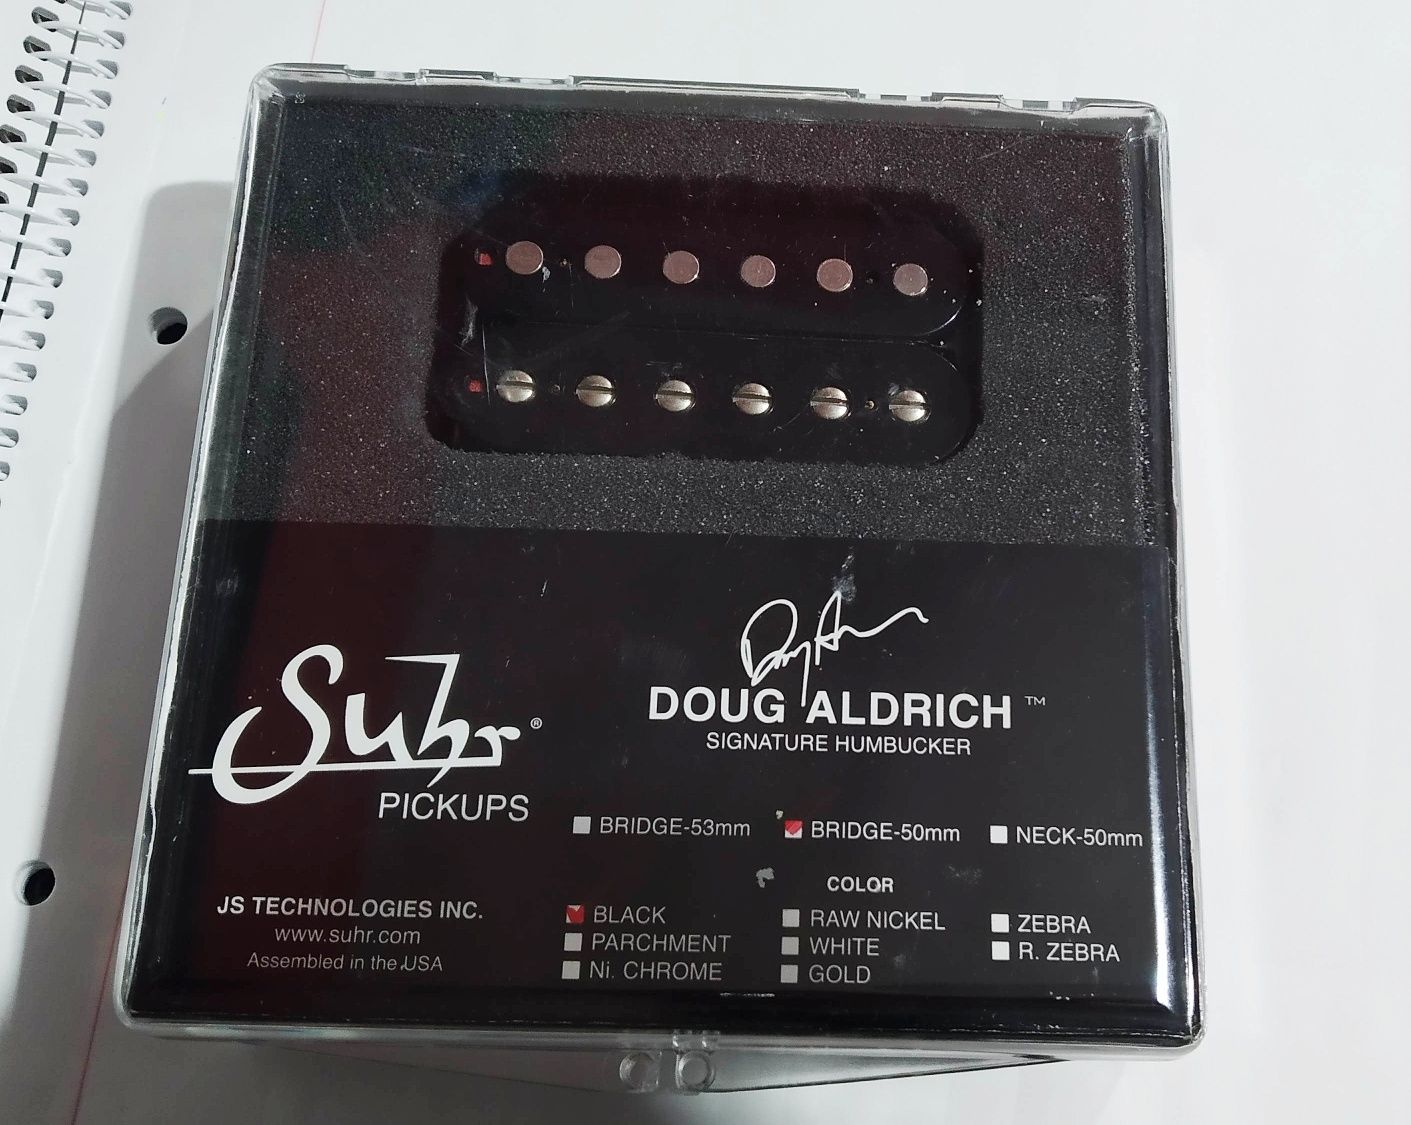 Doug A
DOUG ALDRICH™
SIGNATURE HUMBUCKER
Suhr®
PICKUPS
BRIDGE-53mm BRIDGE-50mm NECK-50mm
COLOR
JS TECHNOLOGIES INC.
www.suhr.com
Assembled in the USA
BLACK RAW NICKEL ZEBRA
PARCHMENT WHITE R. ZEBRA
Ni. CHROME GOLD